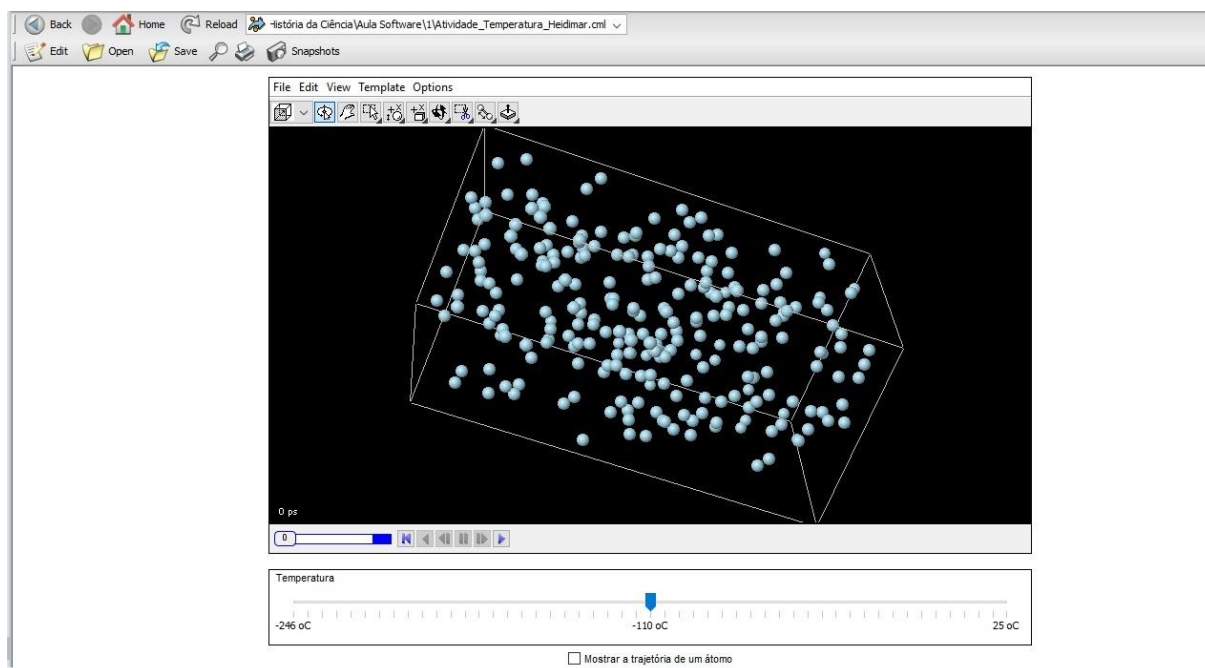 Back Home Reload História da Ciência\Aula Software\1\Atividade_Temperatura_Heidimar.cml
Edit Open Save Snapshots
File Edit View Template Options
0 ps
0
Temperatura
-246 oC -110 oC 25 oC
Mostrar a trajetória de um átomo